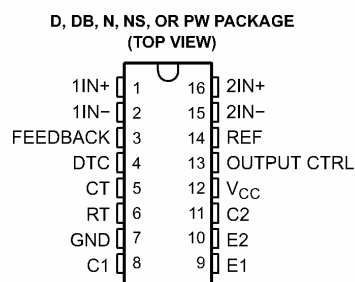 D, DB, N, NS, OR PW PACKAGE
(TOP VIEW)
1IN+ 1 16 2IN+
1IN− 2 15 2IN−
FEEDBACK 3 14 REF
DTC 4 13 OUTPUT CTRL
CT 5 12 VCC
RT 6 11 C2
GND 7 10 E2
C1 8 9 E1